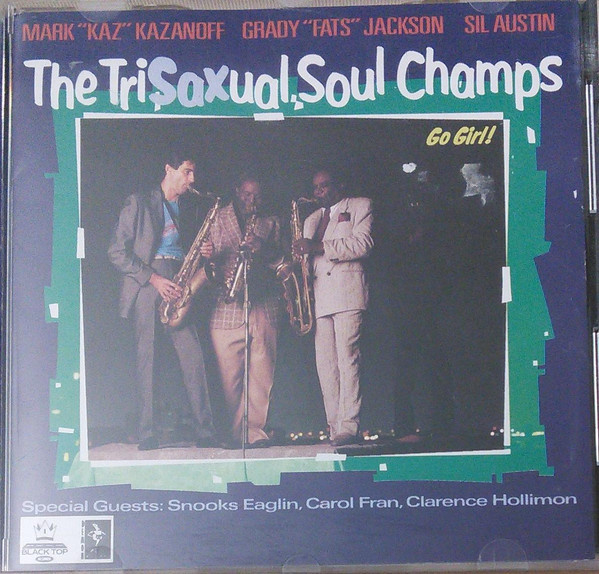 MARK "KAZ" KAZANOFF GRADY "FATS" JACKSON SIL AUSTIN
The TriSaxual Soul Champs
Go Girl!
Special Guests: Snooks Eaglin, Carol Fran, Clarence Hollimon
BLACK TOP